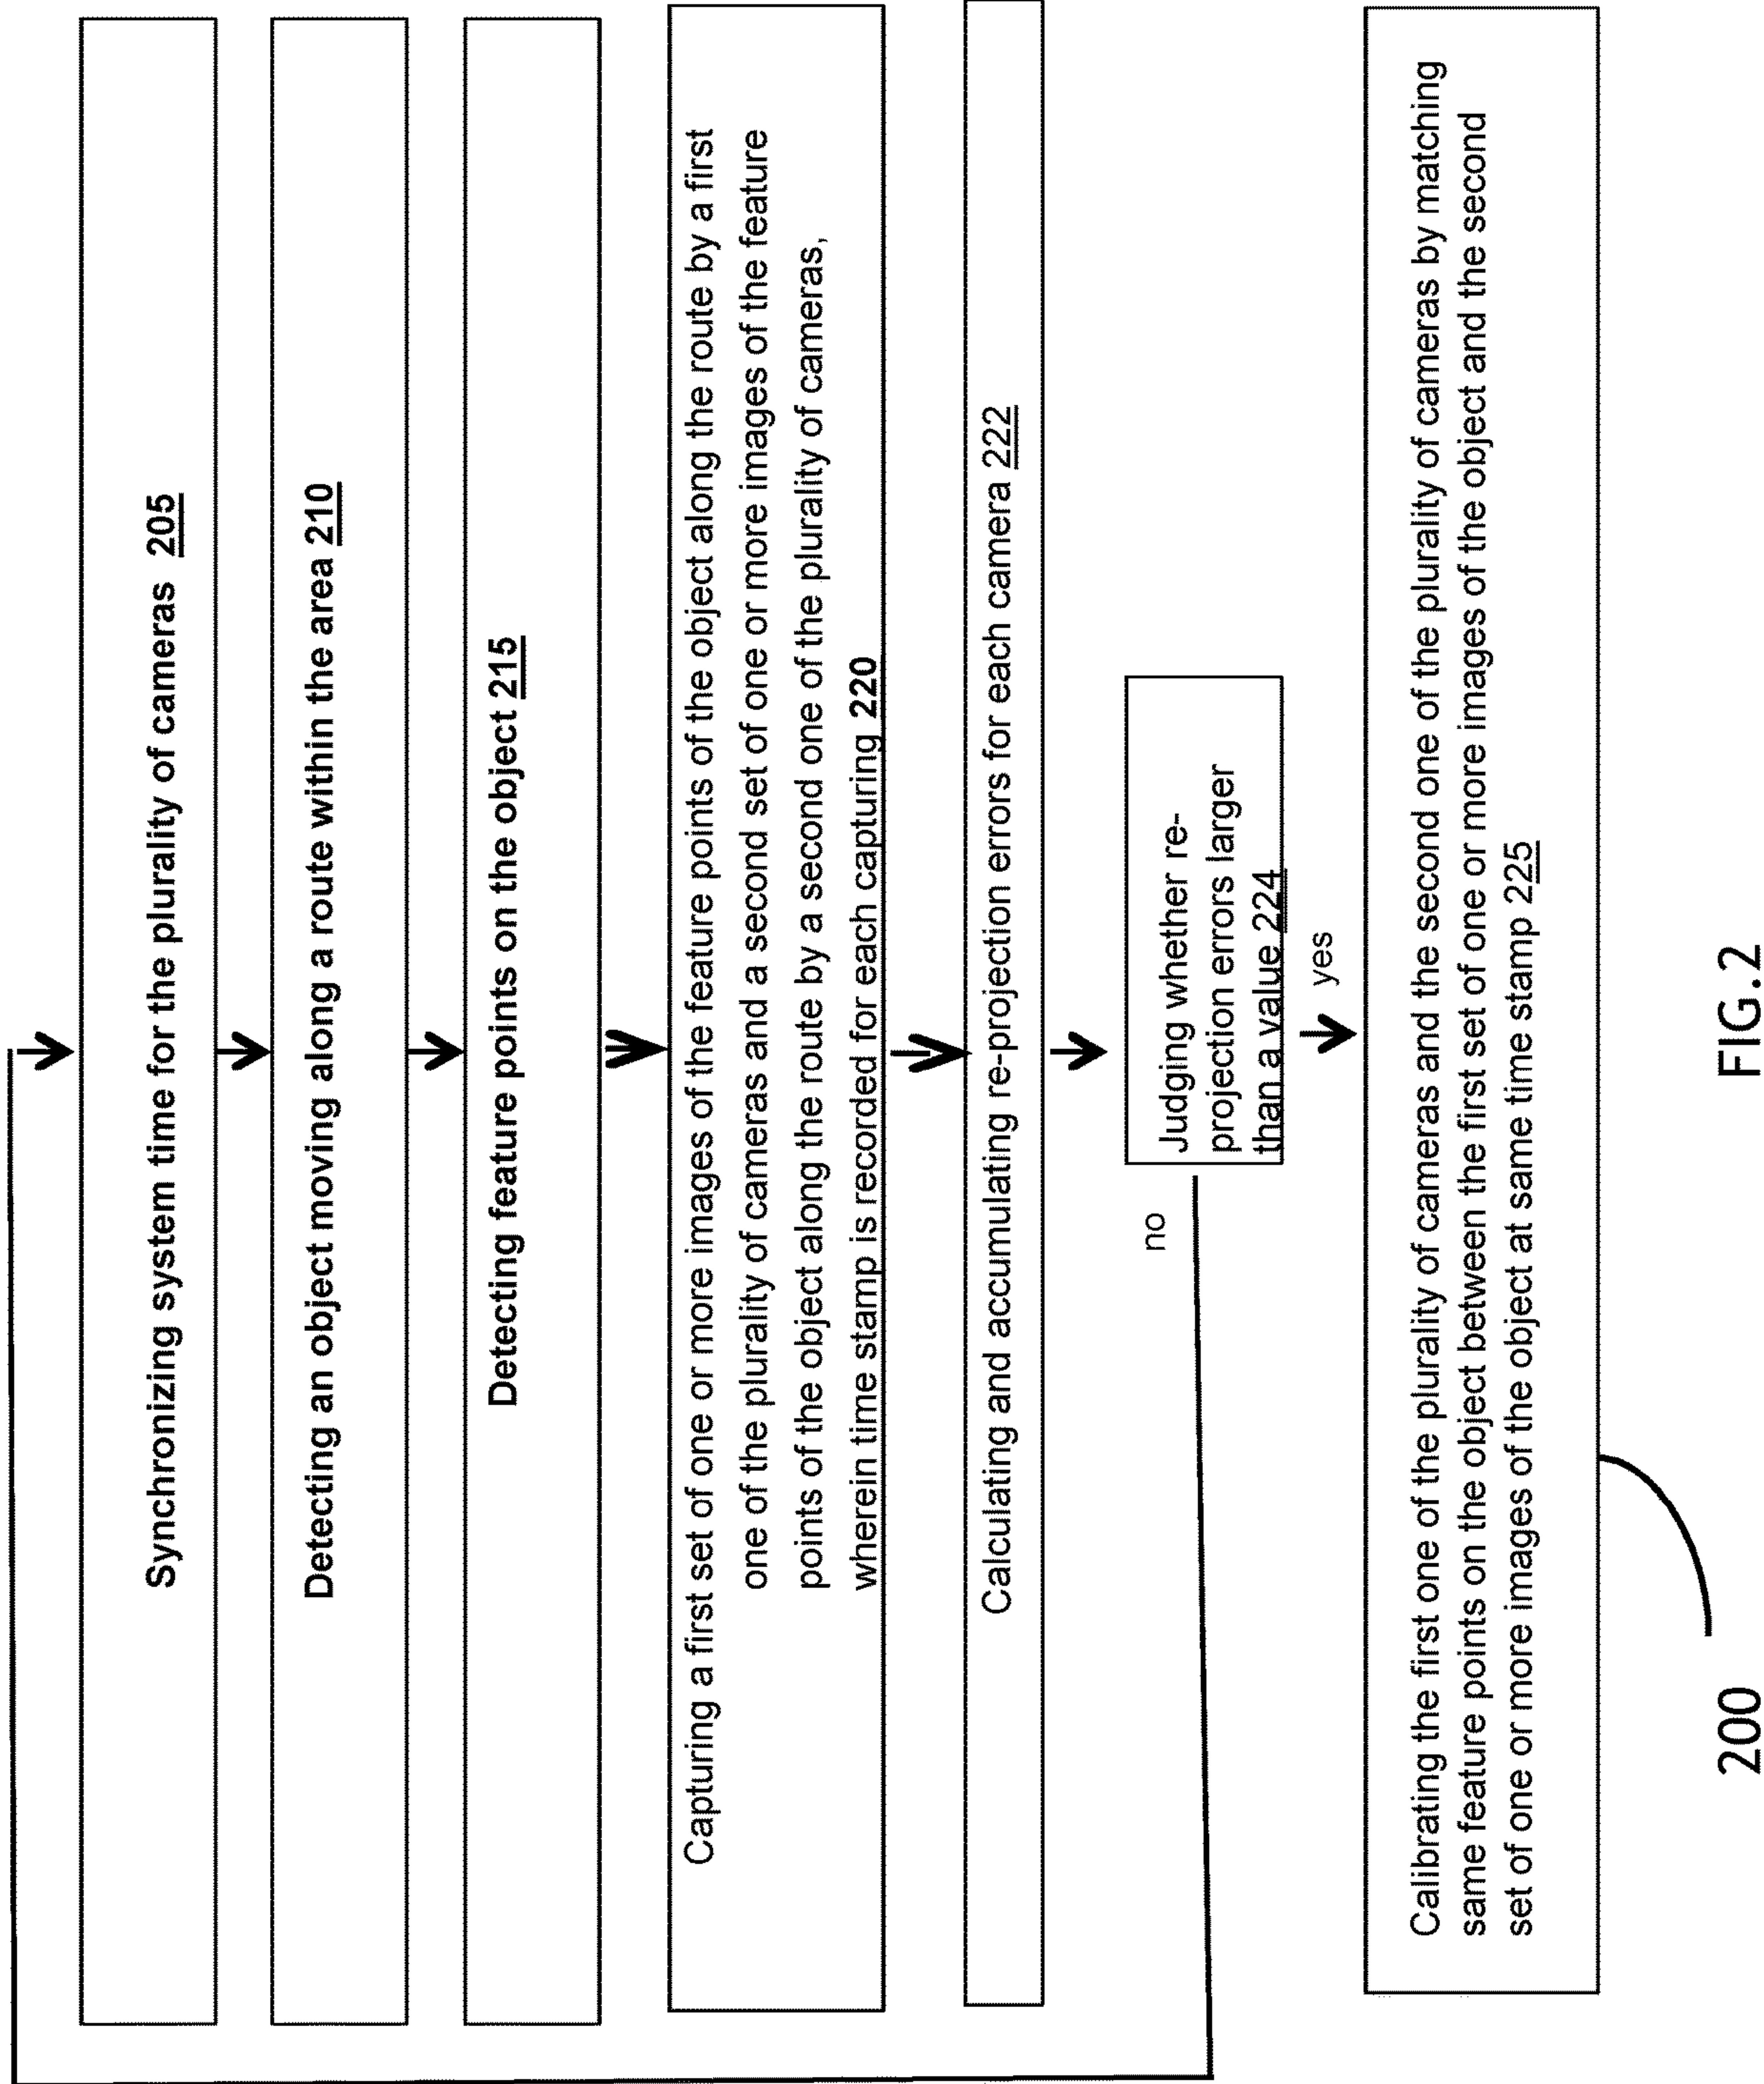 Synchronizing system time for the plurality of cameras 205
Detecting an object moving along a route within the area 210
Detecting feature points on the object 215
Capturing a first set of one or more images of the feature points of the object along the route by a first
one of the plurality of cameras and a second set of one or more images of the feature
points of the object along the route by a second one of the plurality of cameras,
wherein time stamp is recorded for each capturing 220
Calculating and accumulating re-projection errors for each camera 222
Judging whether re-
projection errors larger
than a value 224
no
yes
Calibrating the first one of the plurality of cameras and the second one of the plurality of cameras by matching
same feature points on the object between the first set of one or more images of the object and the second
set of one or more images of the object at same time stamp 225
200
FIG.2